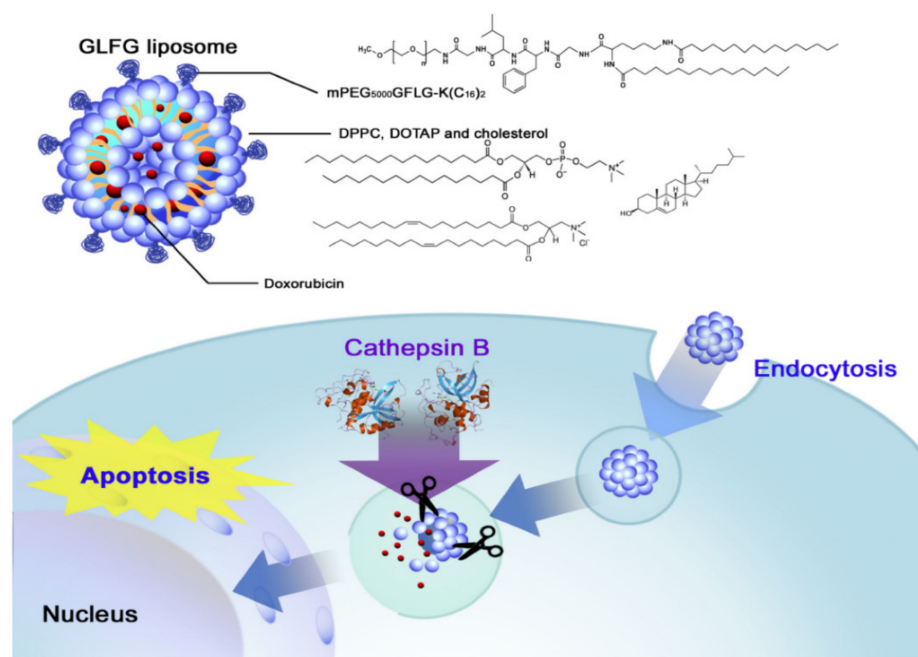 GLFG liposome
mPEG5000GFLG-K(C16)2
DPPC, DOTAP and cholesterol
Doxorubicin
Cathepsin B
Endocytosis
Apoptosis
Nucleus